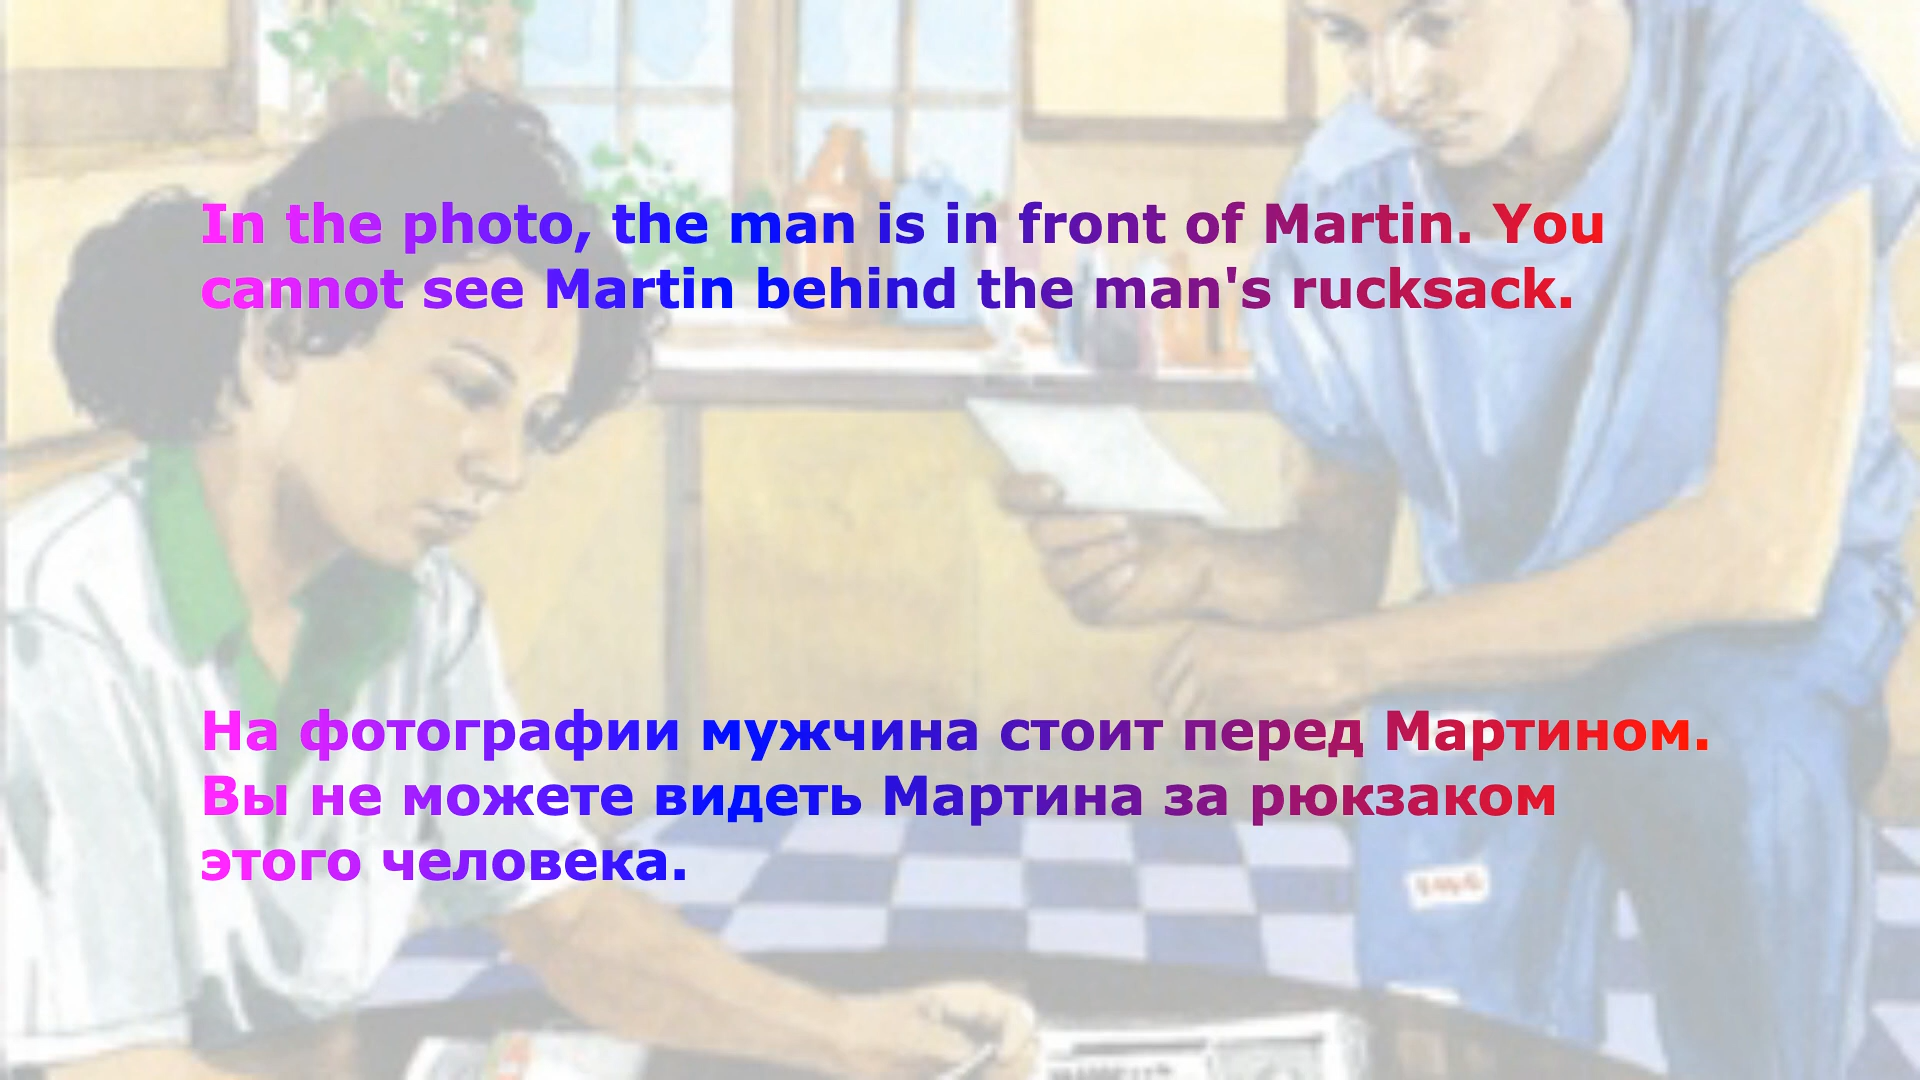 In the photo, the man is in front of Martin. You
cannot see Martin behind the man's rucksack.
На фотографии мужчина стоит перед Мартином.
Вы не можете видеть Мартина за рюкзаком
этого человека.